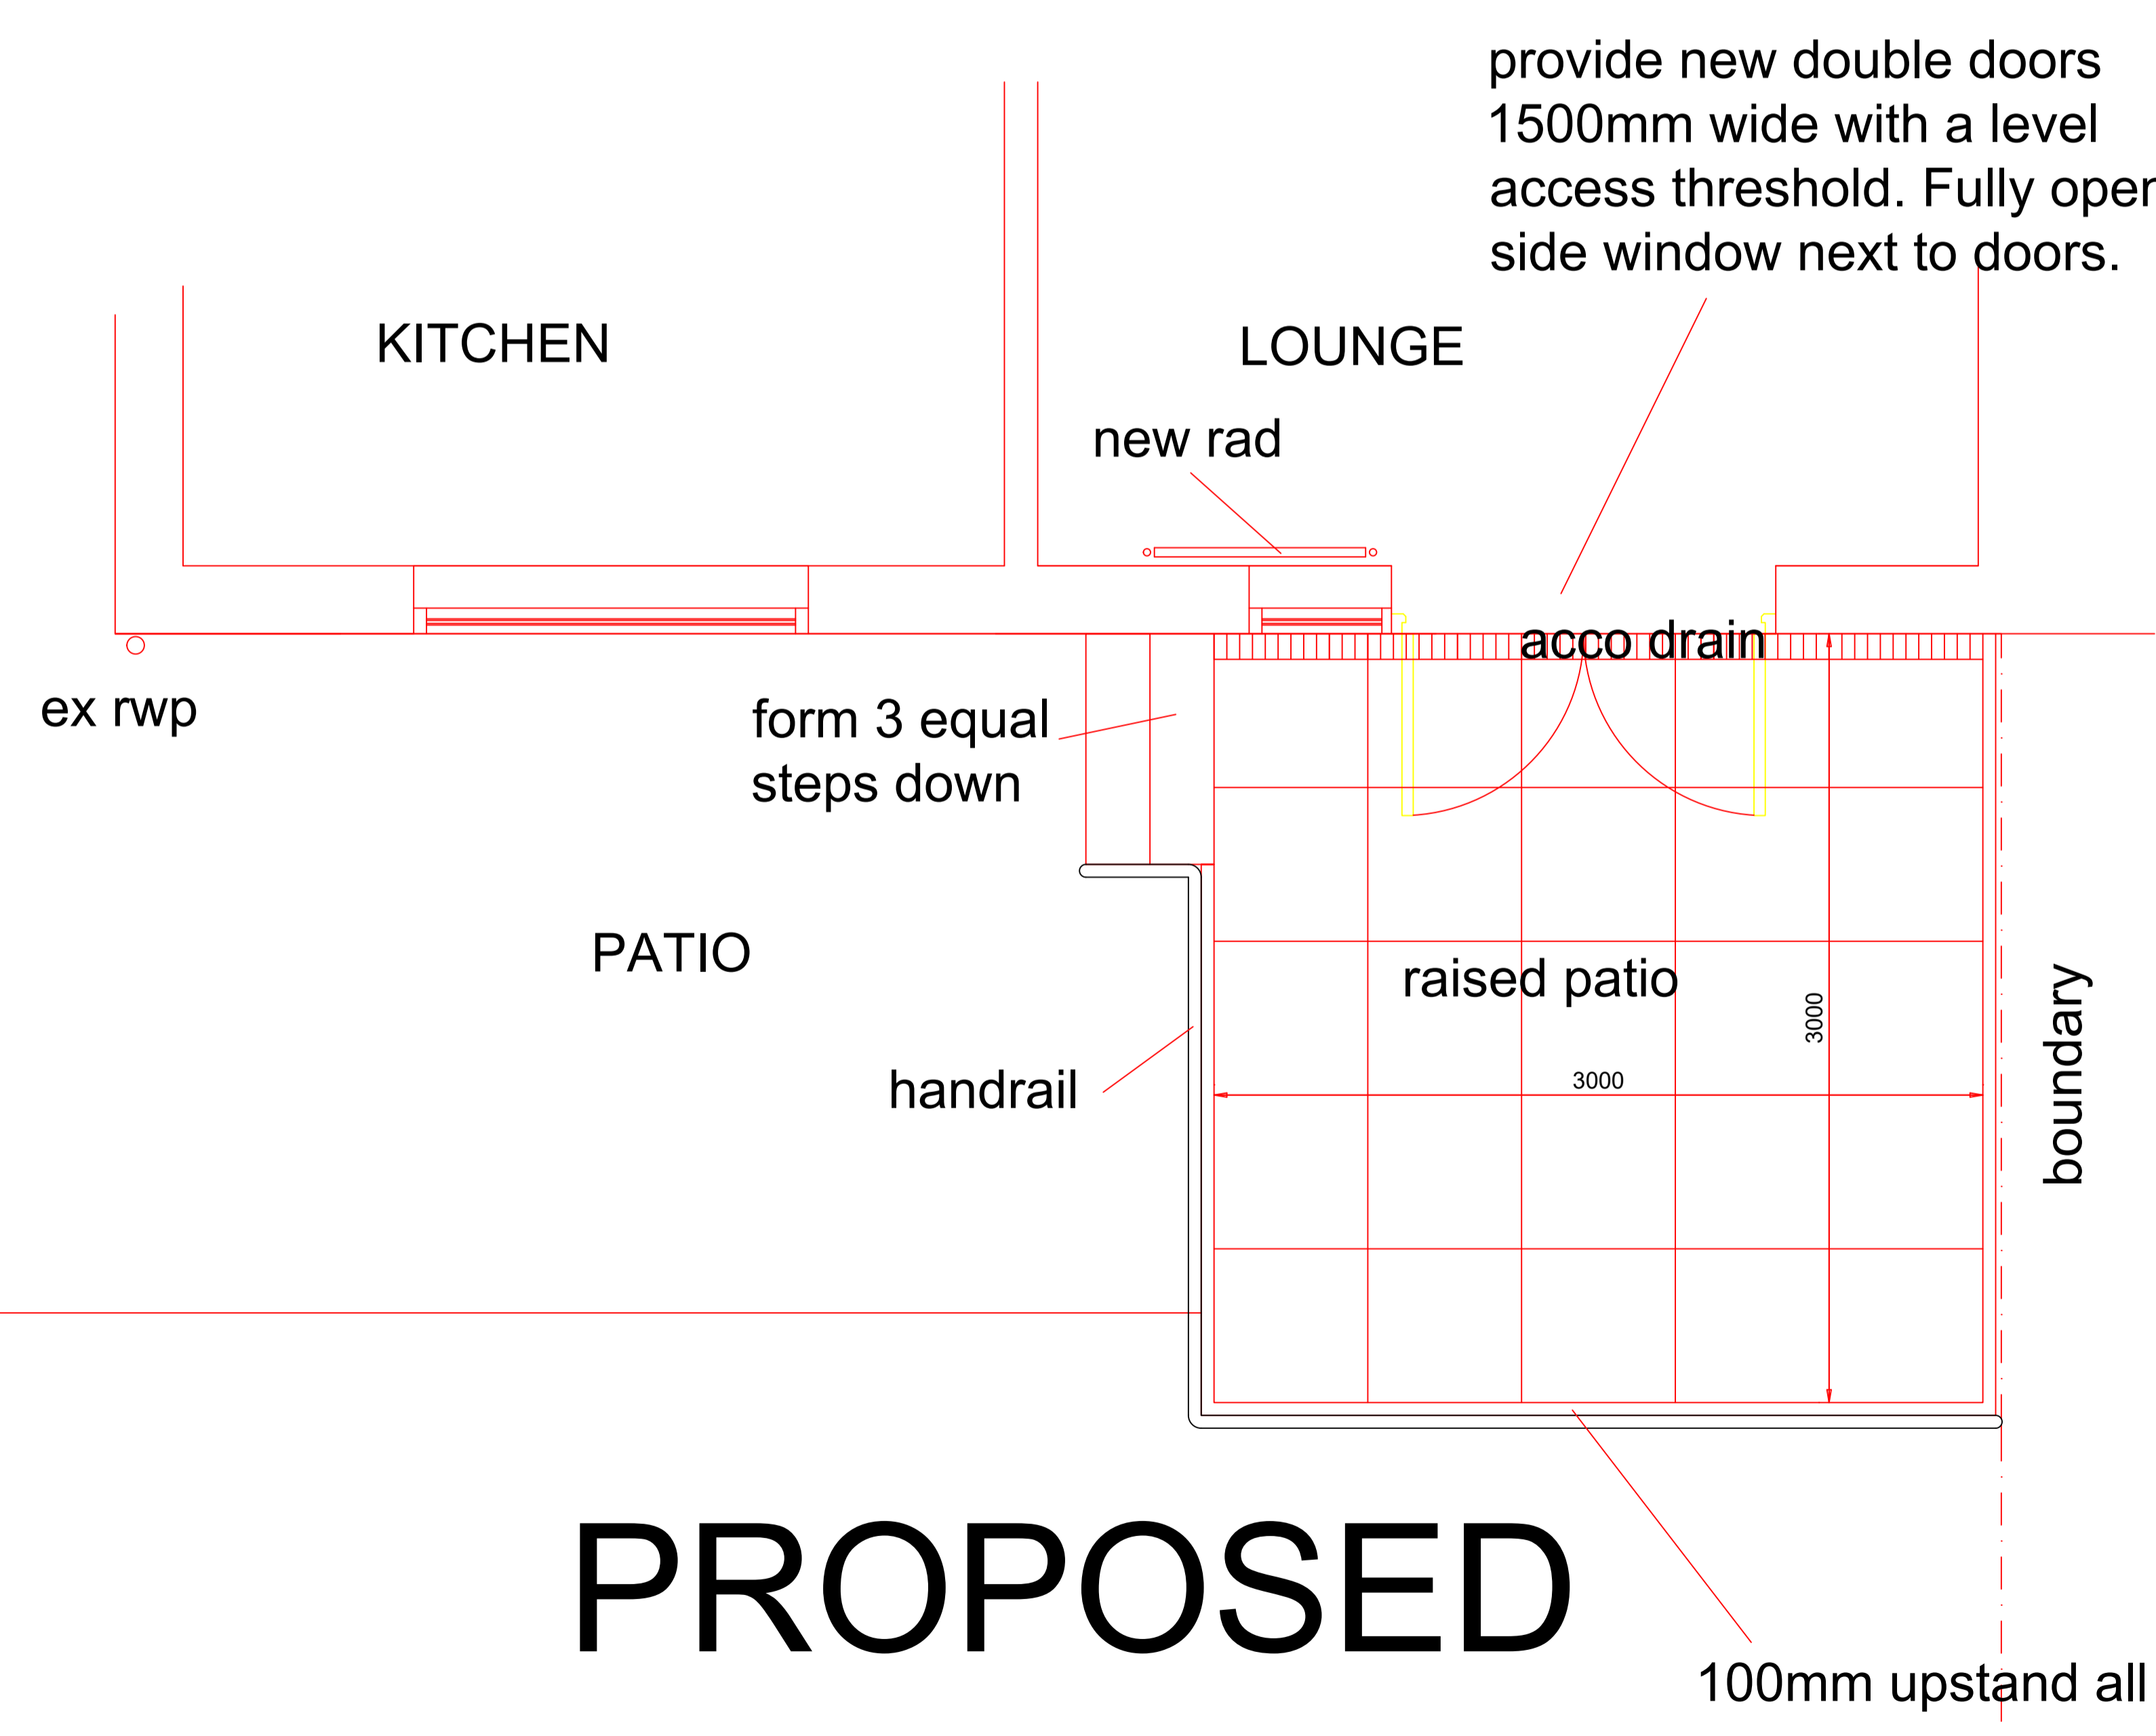 provide new double doors
1500mm wide with a level
access threshold. Fully oper
side window next to doors.
KITCHEN
LOUNGE
new rad
acco drain
ex rwp
form 3 equal
steps down
PATIO
raised patio
3000
3000
boundary
handrail
PROPOSED
100mm upstand all